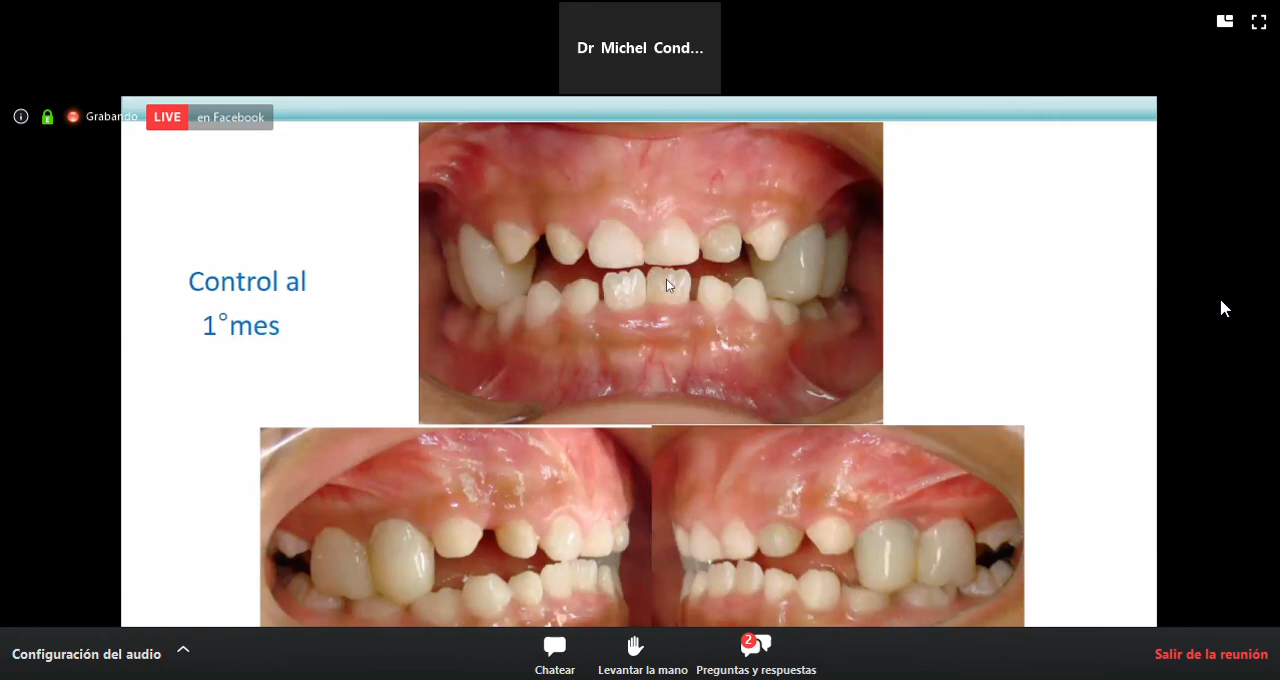 Dr Michel Cond...
Grabando
LIVE en Facebook
Control al
1°mes
Configuración del audio
Chatear
Levantar la mano
2
Preguntas y respuestas
Salir de la reunión